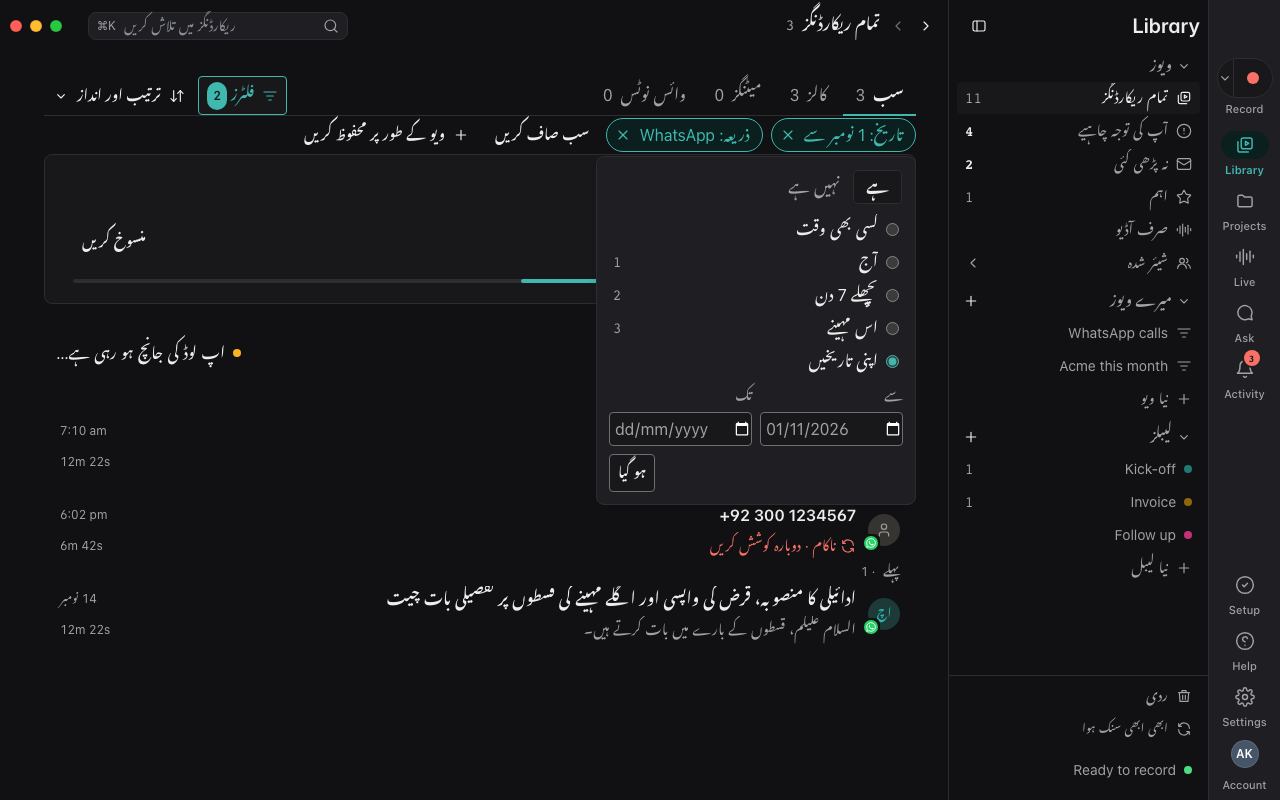 Library
ویوز
تمام ریکارڈنگز 11
آپ کی توجہ چاہیے 4
نہ پڑھی گئی 2
اہم 1
صرف آڈیو
شیئر شدہ
میرے ویوز
WhatsApp calls
Acme this month
نیا ویو
لیبلز
Kick-off 1
Invoice 1
Follow up
نیا لیبل
ردی
ابھی ابھی سنک ہوا
Ready to record
Record
Library
Projects
Live
Ask
3
Activity
Setup
Help
Settings
AK
Account
تمام ریکارڈنگز 3
ریکارڈنگز میں تلاش کریں ⌘K
سب 3 کالز 3 میٹنگز 0 وائس نوٹس 0
فلٹرز 2
ترتیب اور انداز
تاریخ: 1 نومبر سے ×
ذریعہ: WhatsApp ×
سب صاف کریں
+ ویو کے طور پر محفوظ کریں
ہے نہیں ہے
کسی بھی وقت
آج 1
پچھلے 7 دن 2
اس مہینے 3
اپنی تاریخیں
سے تک
01/11/2026 dd/mm/yyyy
ہو گیا
منسوخ کریں
اپ لوڈ کی جانچ ہو رہی ہے...
7:10 am
12m 22s
+92 300 1234567 6:02 pm
ناکام · دوبارہ کوشش کریں 6m 42s
پہلے · 1
اچ
ادائیگی کا منصوبہ، قرض کی واپسی اور اگلے مہینے کی قسطوں پر تفصیلی بات چیت 14 نومبر
السلام علیکم، قسطوں کے بارے میں بات کرتے ہیں۔ 12m 22s